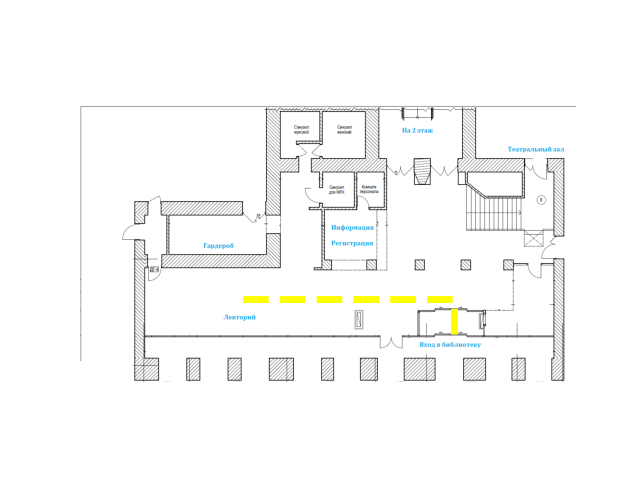 Санузел
мужской
Санузел
женский
На 2 этаж
Театральный зал
Санузел
для МГН
Комната
персонала
Информация
Регистрация
Гардероб
Лекторий
Вход в библиотеку